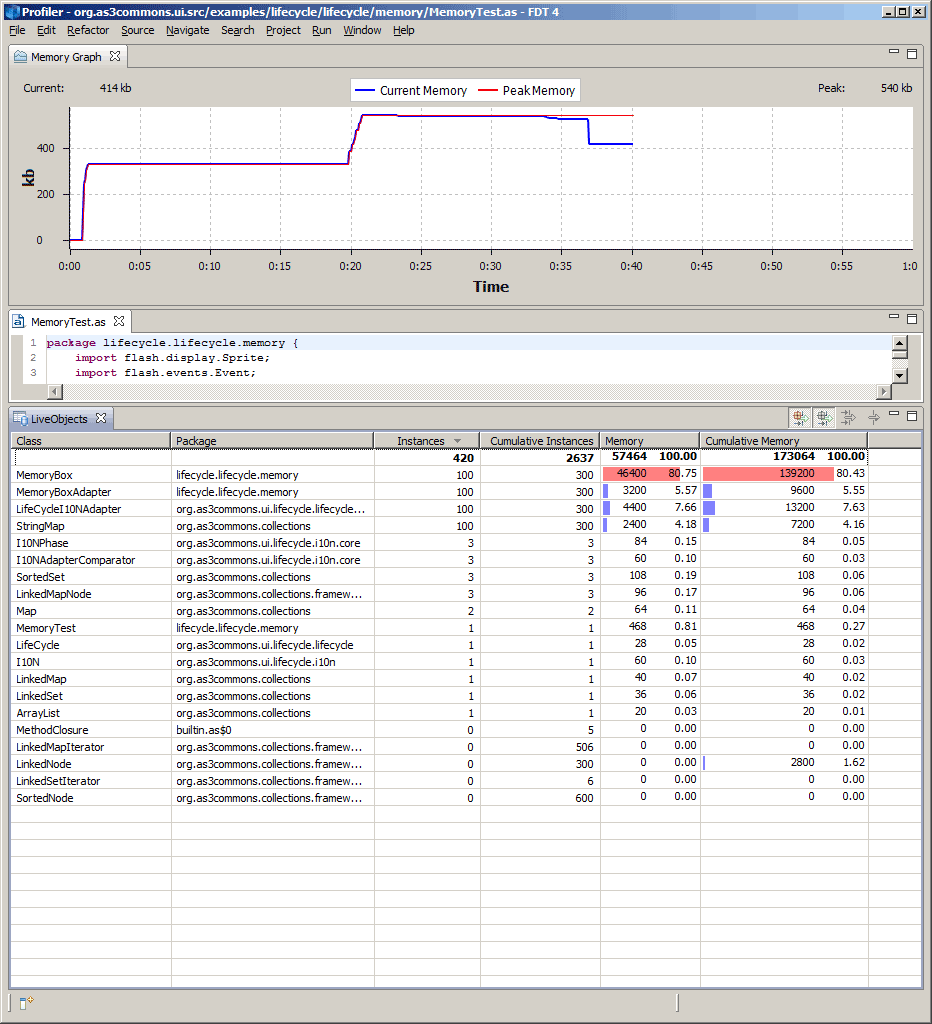 Profiler - org.as3commons.ui.src/examples/lifecycle/lifecycle/memory/MemoryTest.as - FDT 4
File Edit Refactor Source Navigate Search Project Run Window Help
Memory Graph
Current: 414 kb Current Memory Peak Memory Peak: 540 kb
400
200
0
kb
0:00 0:05 0:10 0:15 0:20 0:25 0:30 0:35 0:40 0:45 0:50 0:55 1:0
Time
MemoryTest.as
1 package lifecycle.lifecycle.memory {
2 import flash.display.Sprite;
3 import flash.events.Event;
LiveObjects
Class Package Instances Cumulative Instances Memory Cumulative Memory
420 2637 57464 100.00 173064 100.00
MemoryBox lifecycle.lifecycle.memory 100 300 46400 80.75 139200 80.43
MemoryBoxAdapter lifecycle.lifecycle.memory 100 300 3200 5.57 9600 5.55
LifeCycleI10NAdapter org.as3commons.ui.lifecycle.lifecycle... 100 300 4400 7.66 13200 7.63
StringMap org.as3commons.collections 100 300 2400 4.18 7200 4.16
I10NPhase org.as3commons.ui.lifecycle.i10n.core 3 3 84 0.15 84 0.05
I10NAdapterComparator org.as3commons.ui.lifecycle.i10n.core 3 3 60 0.10 60 0.03
SortedSet org.as3commons.collections 3 3 108 0.19 108 0.06
LinkedMapNode org.as3commons.collections.framew... 3 3 96 0.17 96 0.06
Map org.as3commons.collections 2 2 64 0.11 64 0.04
MemoryTest lifecycle.lifecycle.memory 1 1 468 0.81 468 0.27
LifeCycle org.as3commons.ui.lifecycle.lifecycle 1 1 28 0.05 28 0.02
I10N org.as3commons.ui.lifecycle.i10n 1 1 60 0.10 60 0.03
LinkedMap org.as3commons.collections 1 1 40 0.07 40 0.02
LinkedSet org.as3commons.collections 1 1 36 0.06 36 0.02
ArrayList org.as3commons.collections 1 1 20 0.03 20 0.01
MethodClosure builtin.as$0 0 5 0 0.00 0 0.00
LinkedMapIterator org.as3commons.collections.framew... 0 506 0 0.00 0 0.00
LinkedNode org.as3commons.collections.framew... 0 300 0 0.00 2800 1.62
LinkedSetIterator org.as3commons.collections.framew... 0 6 0 0.00 0 0.00
SortedNode org.as3commons.collections.framew... 0 600 0 0.00 0 0.00